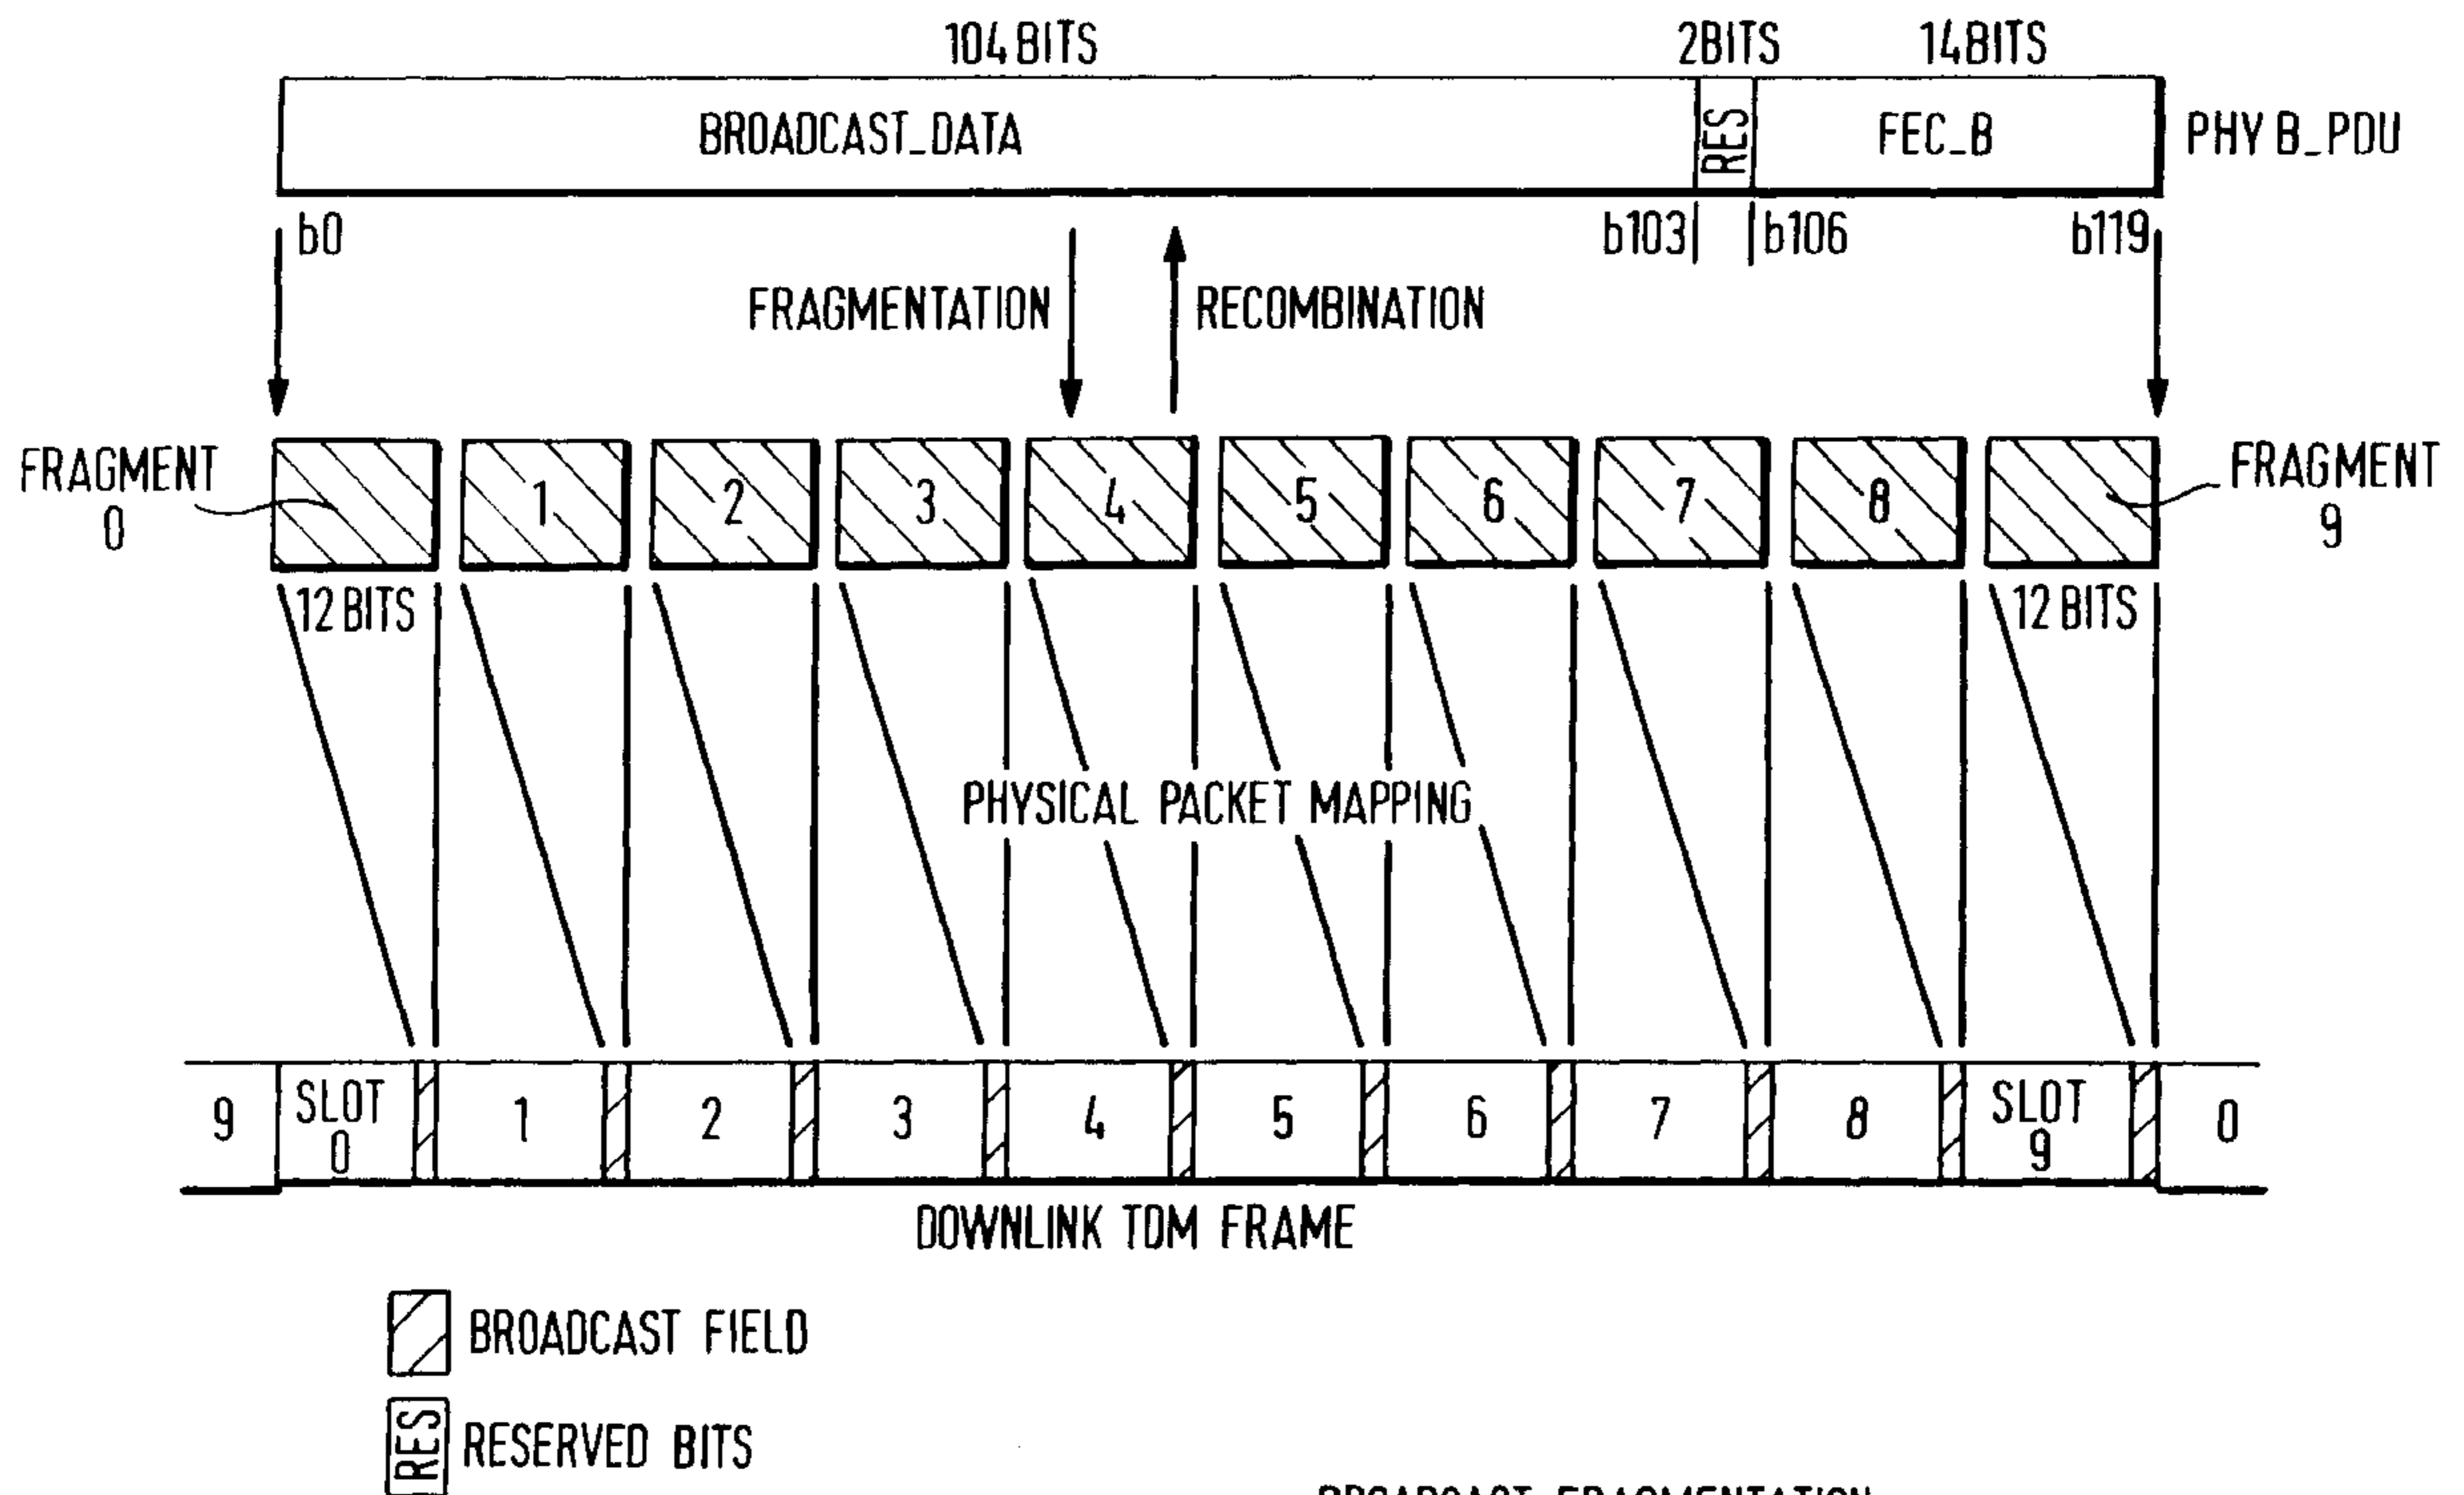 104 BITS 2BITS 14BITS
BROADCAST_DATA RES FEC_B PHY B_PDU
b0 b103 b106 b119
FRAGMENTATION RECOMBINATION
FRAGMENT 0 1 2 3 4 5 6 7 8 FRAGMENT 9
12 BITS 12 BITS
PHYSICAL PACKET MAPPING
9 SLOT 0 1 2 3 4 5 6 7 8 SLOT 9 0
DOWNLINK TDM FRAME
BROADCAST FIELD
RES RESERVED BITS
BROADCAST FRAGMENTATION